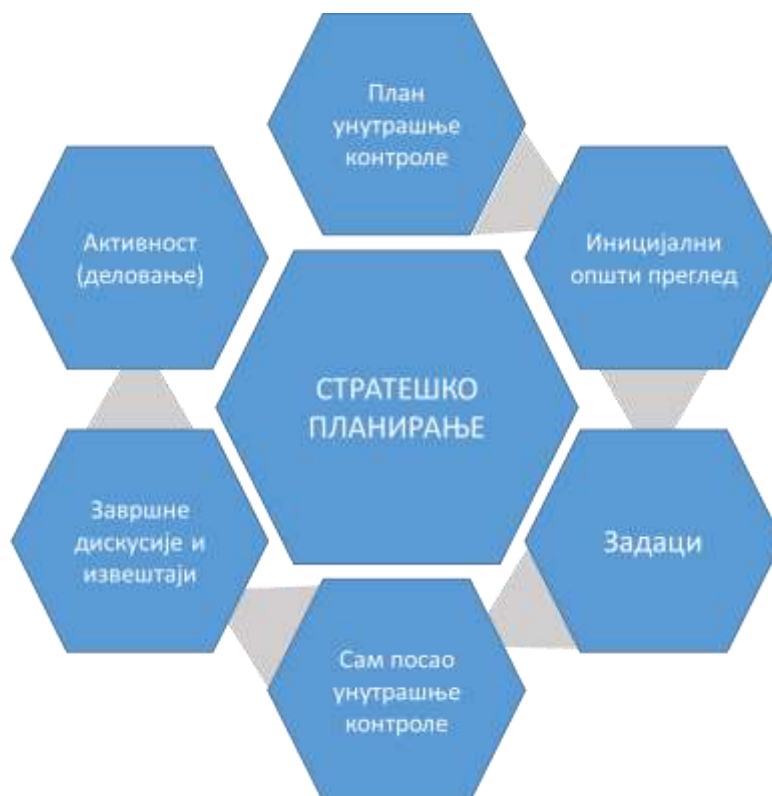 План
унутрашње
контроле
Иницијални
општи преглед
Задаци
Сам посао
унутрашње
контроле
Завршне
дискусије и
извештаји
Активност
(деловање)
СТРАТЕШКО
ПЛАНИРАЊЕ